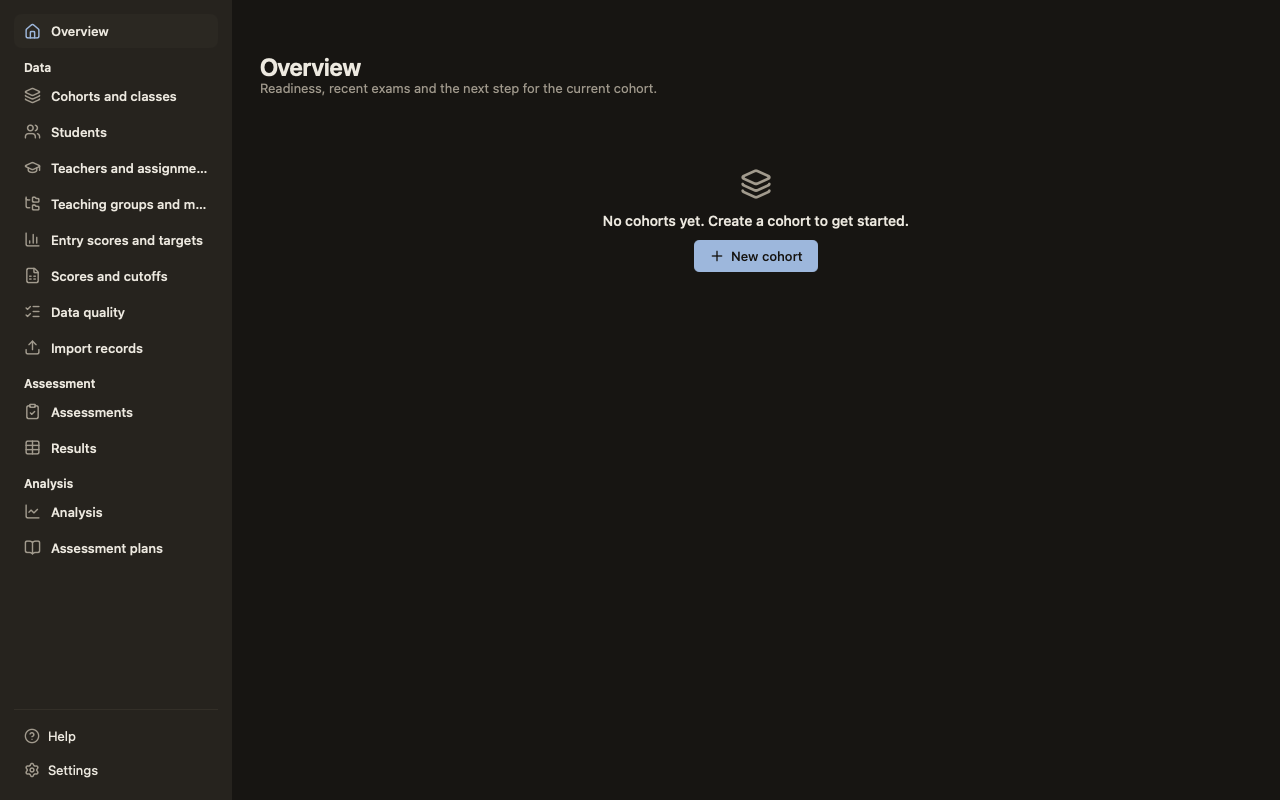 Overview
Data
Cohorts and classes
Students
Teachers and assignme...
Teaching groups and m...
Entry scores and targets
Scores and cutoffs
Data quality
Import records
Assessment
Assessments
Results
Analysis
Analysis
Assessment plans
Help
Settings
Overview
Readiness, recent exams and the next step for the current cohort.
No cohorts yet. Create a cohort to get started.
New cohort